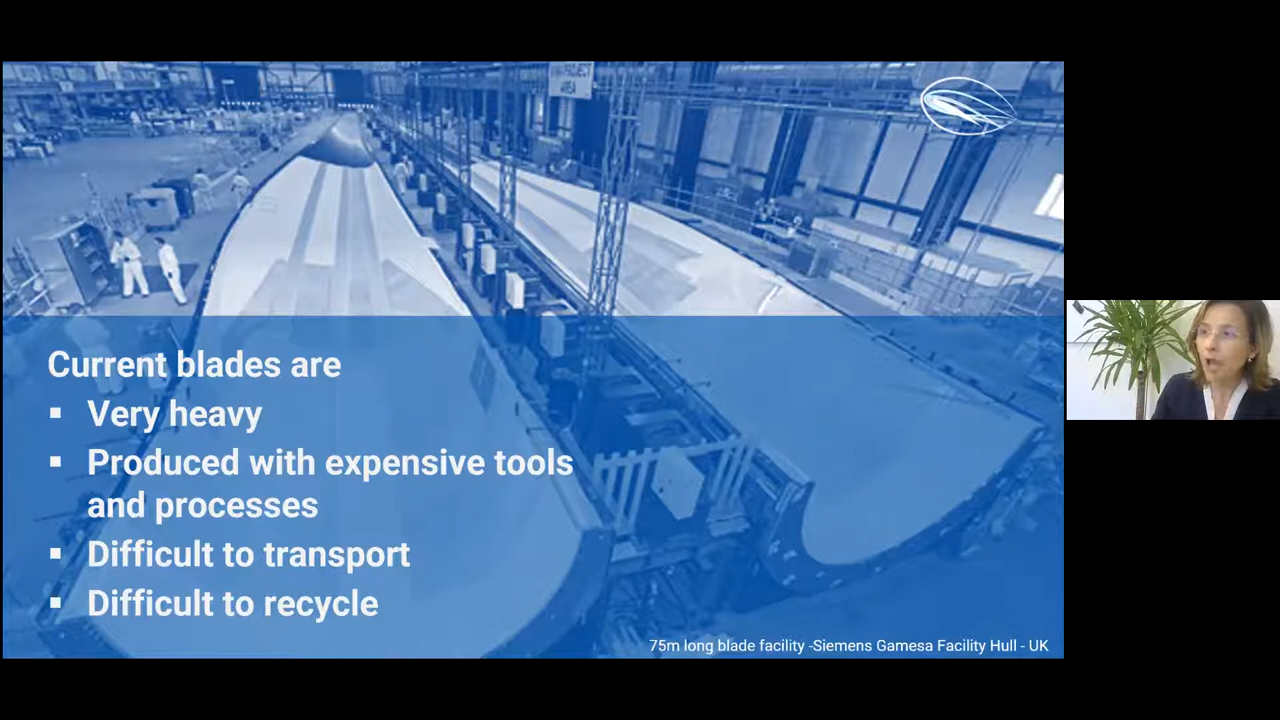 AREA
Current blades are
▪ Very heavy
▪ Produced with expensive tools
and processes
▪ Difficult to transport
▪ Difficult to recycle
75m long blade facility -Siemens Gamesa Facility Hull - UK